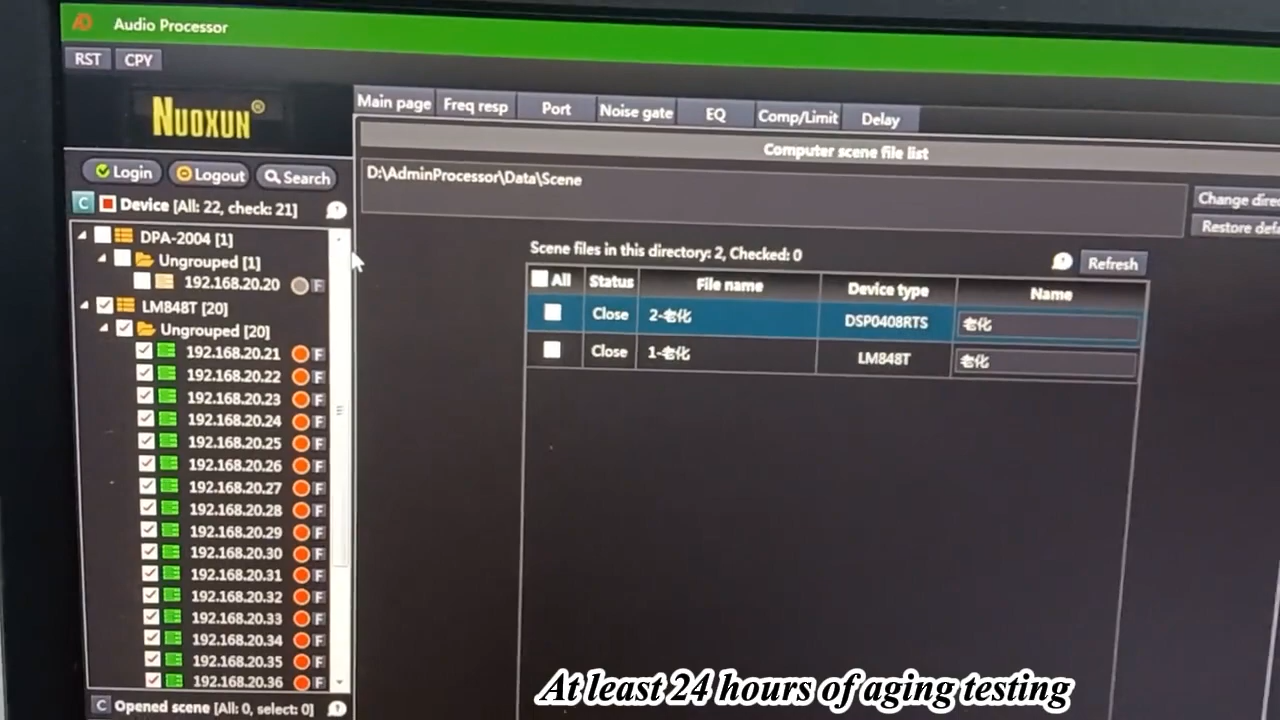 Audio Processor
RST CPY
NUOXUN®
Main page Freq resp Port Noise gate EQ Comp/Limit Delay
Computer scene file list
Login Logout Search
D:\AdminProcessor\Data\Scene
Change dire
Restore defa
C Device [All: 22, check: 21]
DPA-2004 [1]
Ungrouped [1]
192.168.20.20 F
LM848T [20]
Ungrouped [20]
192.168.20.21 F
192.168.20.22 F
192.168.20.23 F
192.168.20.24 F
192.168.20.25 F
192.168.20.26 F
192.168.20.27 F
192.168.20.28 F
192.168.20.29 F
192.168.20.30 F
192.168.20.31 F
192.168.20.32 F
192.168.20.33 F
192.168.20.34 F
192.168.20.35 F
192.168.20.36 F
C Opened scene [All: 0, select: 0]
Scene files in this directory: 2, Checked: 0
Refresh
All Status File name Device type Name
Close 2-老化 DSP0408RTS 老化
Close 1-老化 LM848T 老化
At least 24 hours of aging testing